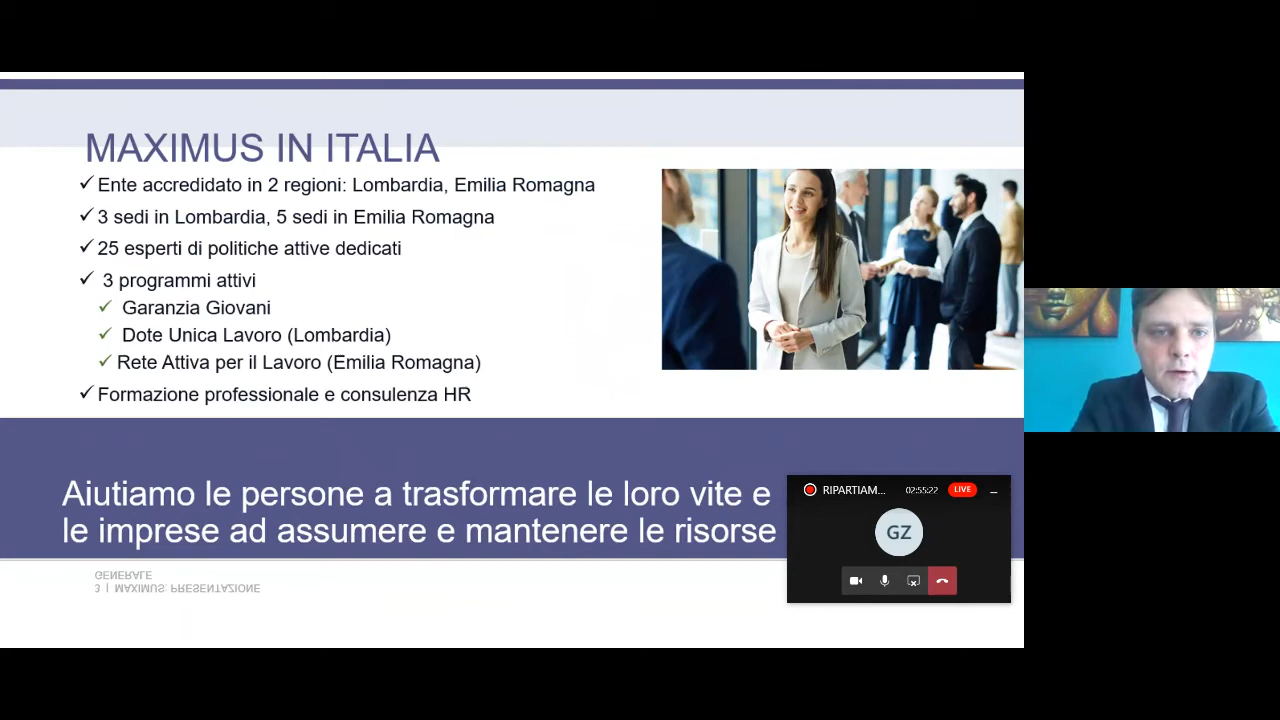 MAXIMUS IN ITALIA
Ente accredidato in 2 regioni: Lombardia, Emilia Romagna
3 sedi in Lombardia, 5 sedi in Emilia Romagna
25 esperti di politiche attive dedicati
3 programmi attivi
Garanzia Giovani
Dote Unica Lavoro (Lombardia)
Rete Attiva per il Lavoro (Emilia Romagna)
Formazione professionale e consulenza HR
Aiutiamo le persone a trasformare le loro vite e
le imprese ad assumere e mantenere le risorse
RIPARTIAM... 02:55:22 LIVE
GZ
3 | MAXIMUS: PRESENTAZIONE
GENERALE